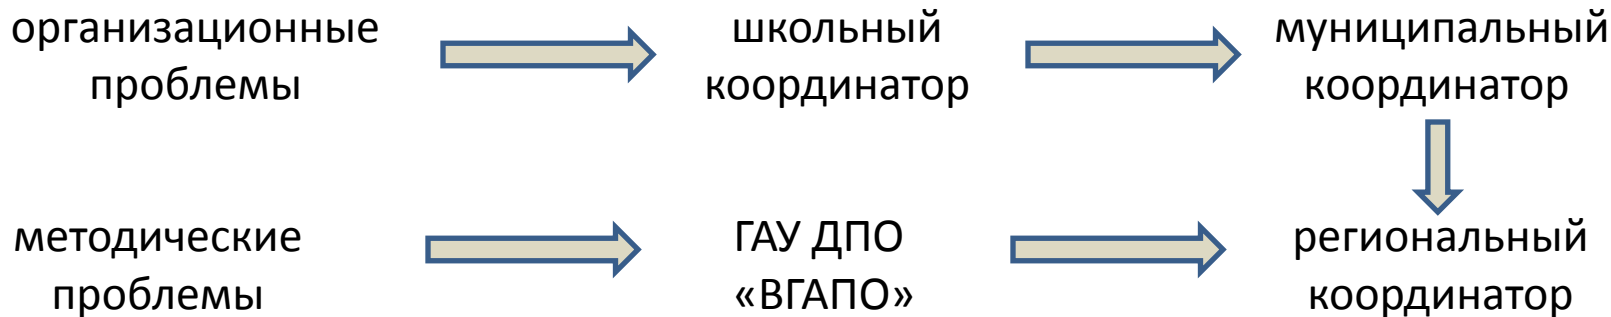 организационные
проблемы
школьный
координатор
муниципальный
координатор
методические
проблемы
ГАУ ДПО
«ВГАПО»
региональный
координатор